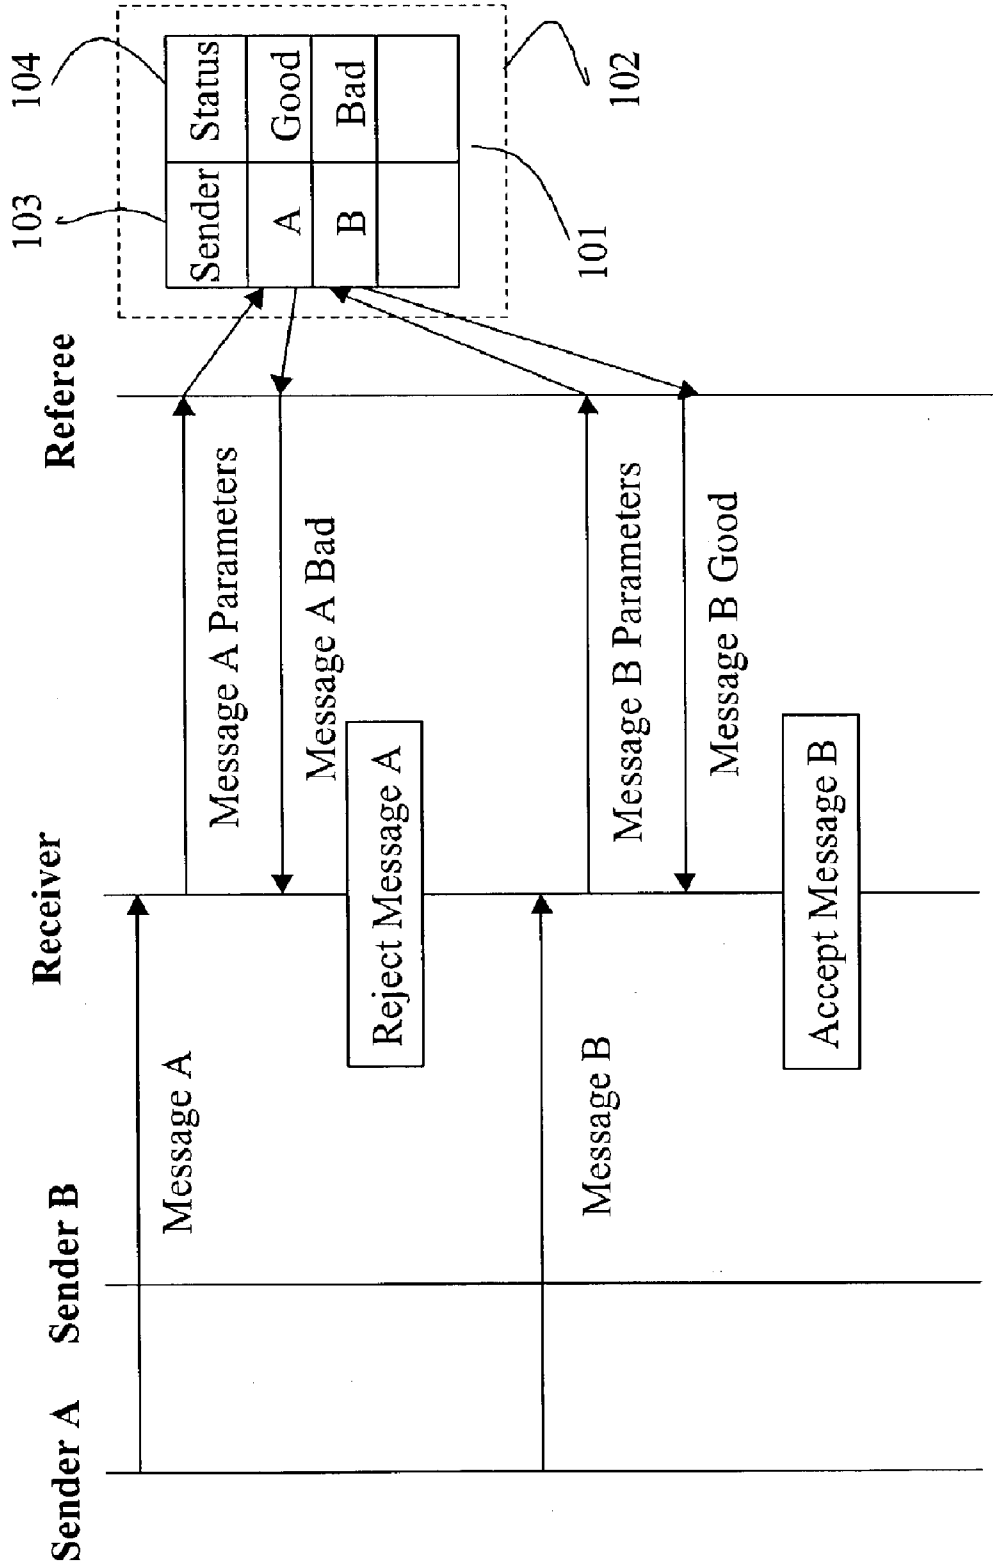 Sender A
Sender B
Receiver
Referee
103
104
Sender Status
A Good
B Bad
101
102
Message A
Message A Parameters
Message A Bad
Reject Message A
Message B
Message B Parameters
Message B Good
Accept Message B